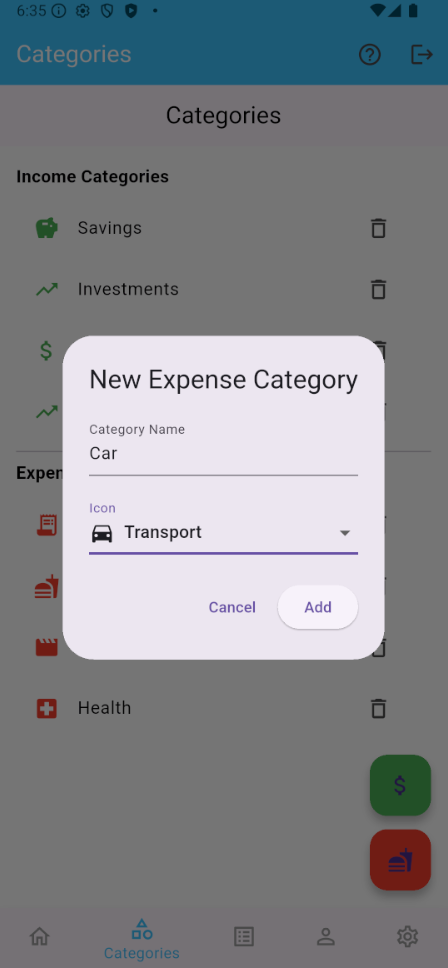 6:35
Categories
Categories
Income Categories
Savings
Investments
New Expense Category
Category Name
Car
Expen
Icon
Transport
Cancel
Add
Health
Categories